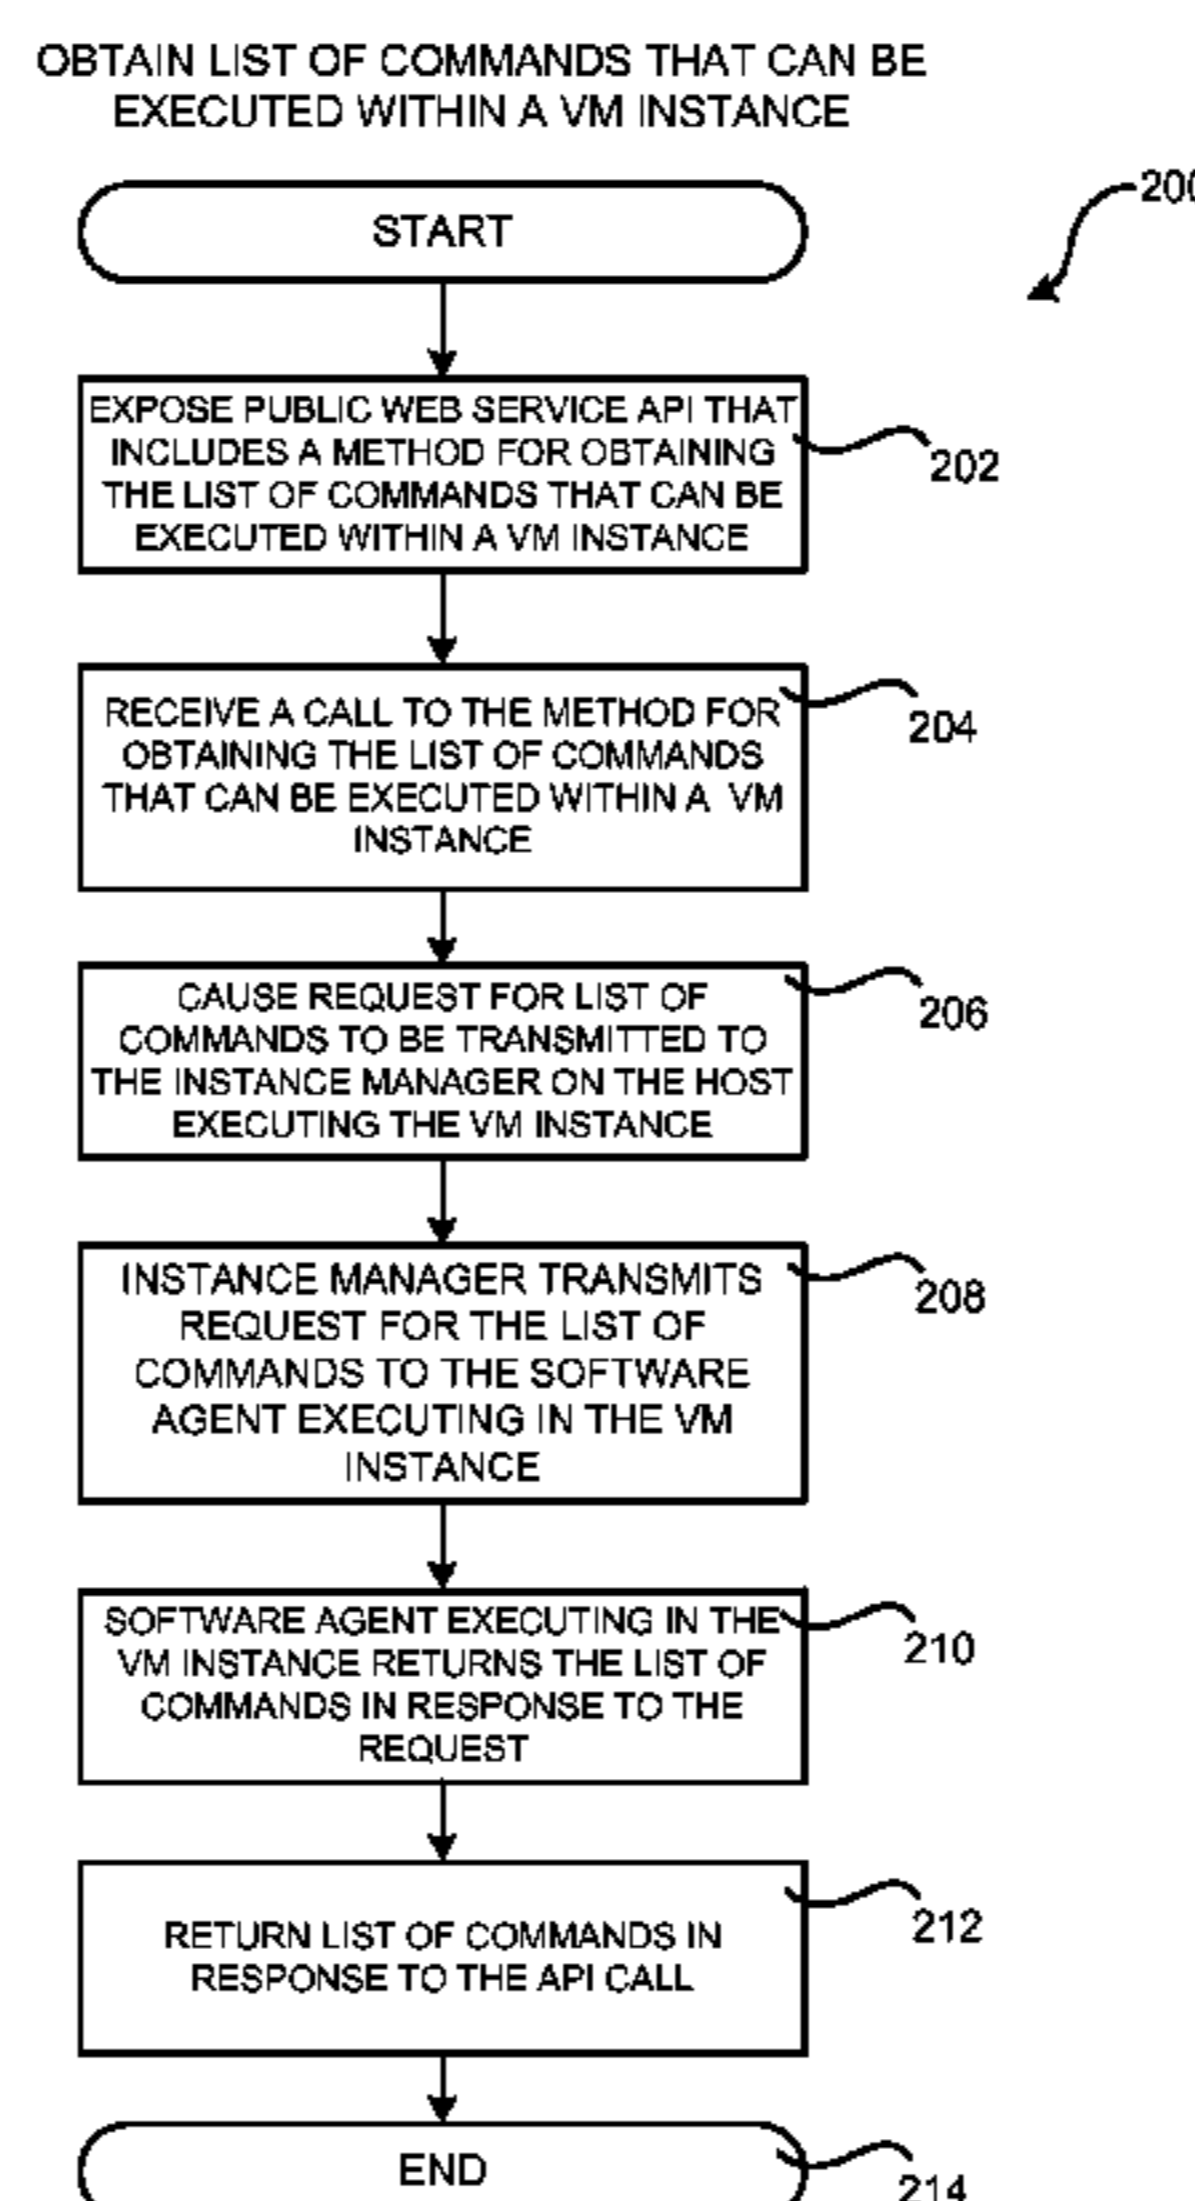 OBTAIN LIST OF COMMANDS THAT CAN BE
EXECUTED WITHIN A VM INSTANCE
START
200
EXPOSE PUBLIC WEB SERVICE API THAT
INCLUDES A METHOD FOR OBTAINING
THE LIST OF COMMANDS THAT CAN BE
EXECUTED WITHIN A VM INSTANCE
202
RECEIVE A CALL TO THE METHOD FOR
OBTAINING THE LIST OF COMMANDS
THAT CAN BE EXECUTED WITHIN A VM
INSTANCE
204
CAUSE REQUEST FOR LIST OF
COMMANDS TO BE TRANSMITTED TO
THE INSTANCE MANAGER ON THE HOST
EXECUTING THE VM INSTANCE
206
INSTANCE MANAGER TRANSMITS
REQUEST FOR THE LIST OF
COMMANDS TO THE SOFTWARE
AGENT EXECUTING IN THE VM
INSTANCE
208
SOFTWARE AGENT EXECUTING IN THE
VM INSTANCE RETURNS THE LIST OF
COMMANDS IN RESPONSE TO THE
REQUEST
210
RETURN LIST OF COMMANDS IN
RESPONSE TO THE API CALL
212
END
214